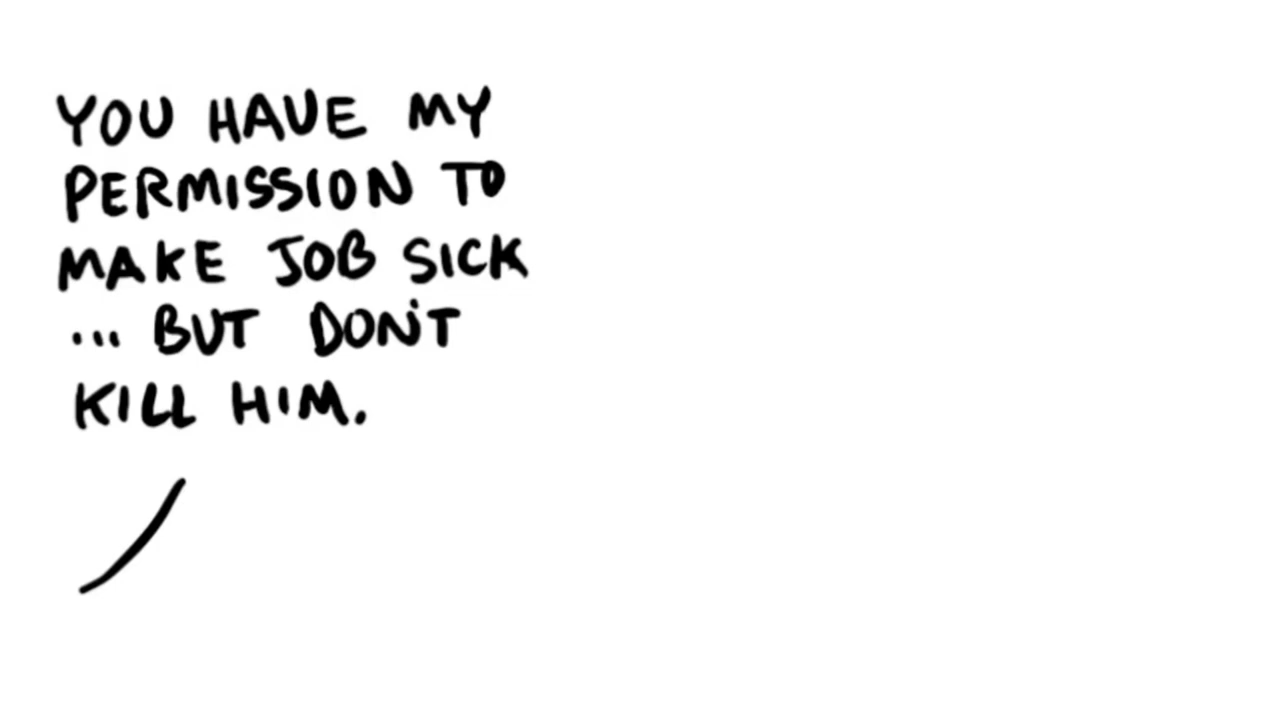 YOU HAVE MY
PERMISSION TO
MAKE JOB SICK
... BUT DON'T
KILL HIM.